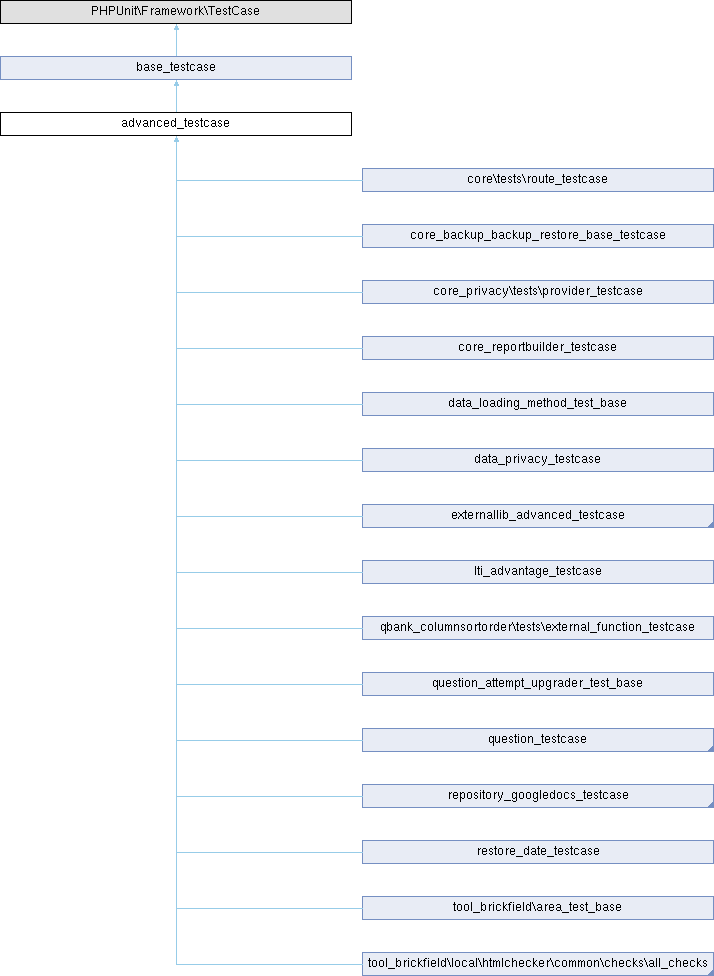 PHPUnit\Framework\TestCase
base_testcase
advanced_testcase
core\tests\route_testcase
core_backup_backup_restore_base_testcase
core_privacy\tests\provider_testcase
core_reportbuilder_testcase
data_loading_method_test_base
data_privacy_testcase
externallib_advanced_testcase
lti_advantage_testcase
qbank_columnsortorder\tests\external_function_testcase
question_attempt_upgrader_test_base
question_testcase
repository_googledocs_testcase
restore_date_testcase
tool_brickfield\area_test_base
tool_brickfield\local\htmlchecker\common\checks\all_checks